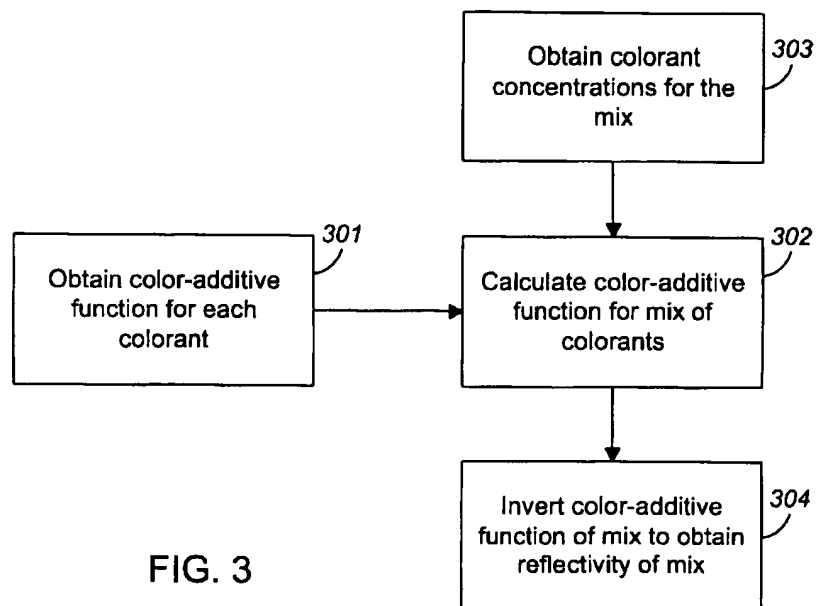 Obtain colorant
concentrations for the
mix
303
301
Obtain color-additive
function for each
colorant
302
Calculate color-additive
function for mix of
colorants
304
Invert color-additive
function of mix to obtain
reflectivity of mix
FIG. 3